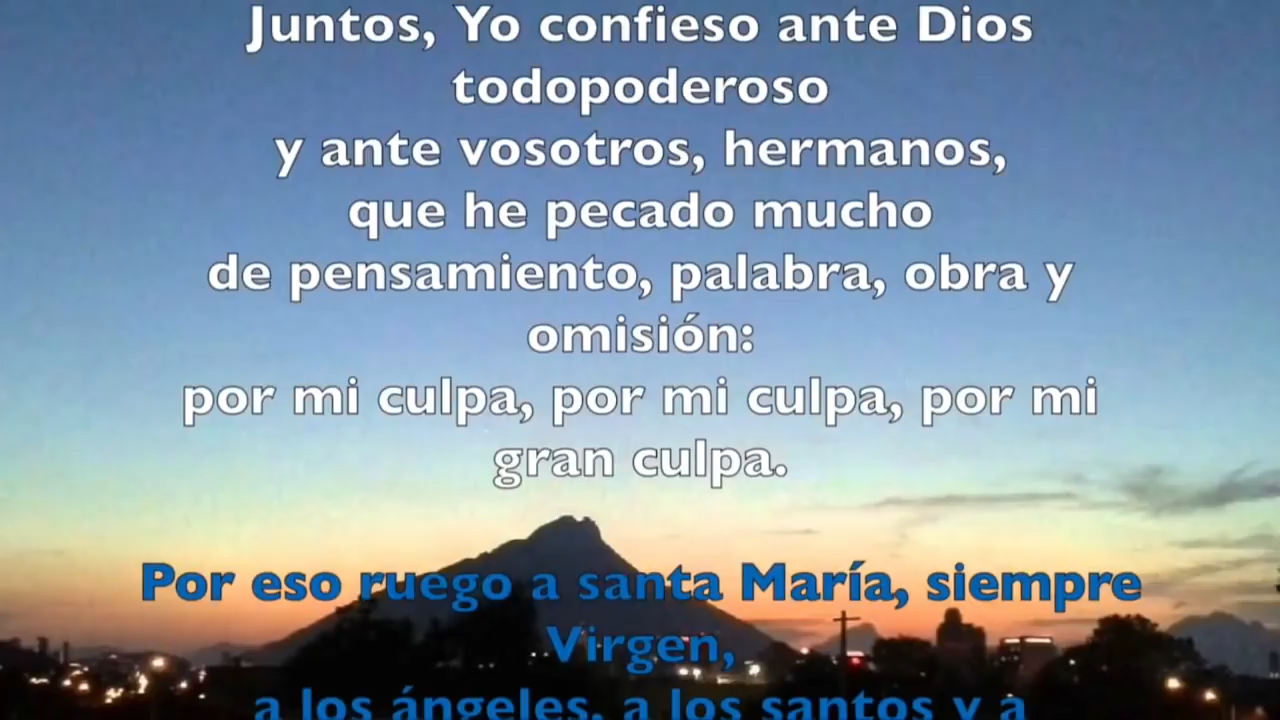 Juntos, Yo confieso ante Dios
todopoderoso
y ante vosotros, hermanos,
que he pecado mucho
de pensamiento, palabra, obra y
omisión:
por mi culpa, por mi culpa, por mi
gran culpa.
Por eso ruego a santa María, siempre
Virgen,
a los ángeles, a los santos y a